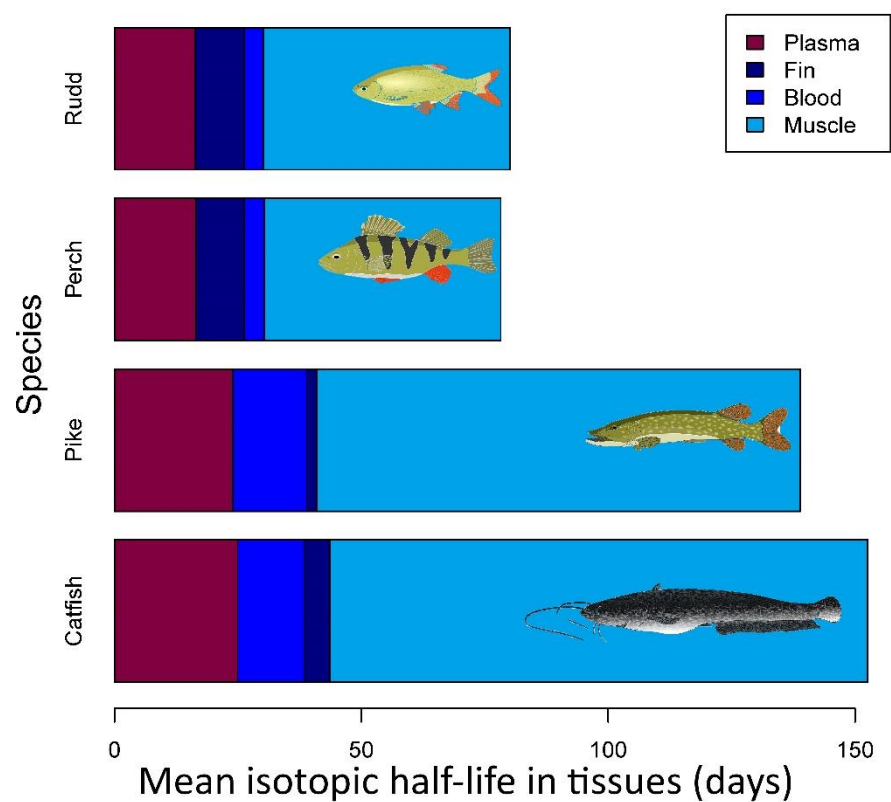 Plasma
Fin
Blood
Muscle
Rudd
Perch
Pike
Catfish
Species
0 50 100 150
Mean isotopic half-life in tissues (days)